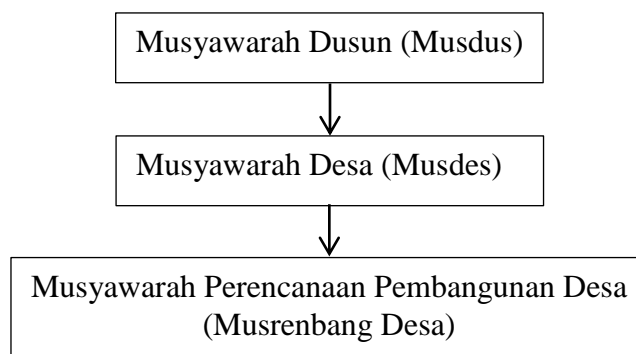 Musyawarah Dusun (Musdus)
Musyawarah Desa (Musdes)
Musyawarah Perencanaan Pembangunan Desa
(Musrenbang Desa)